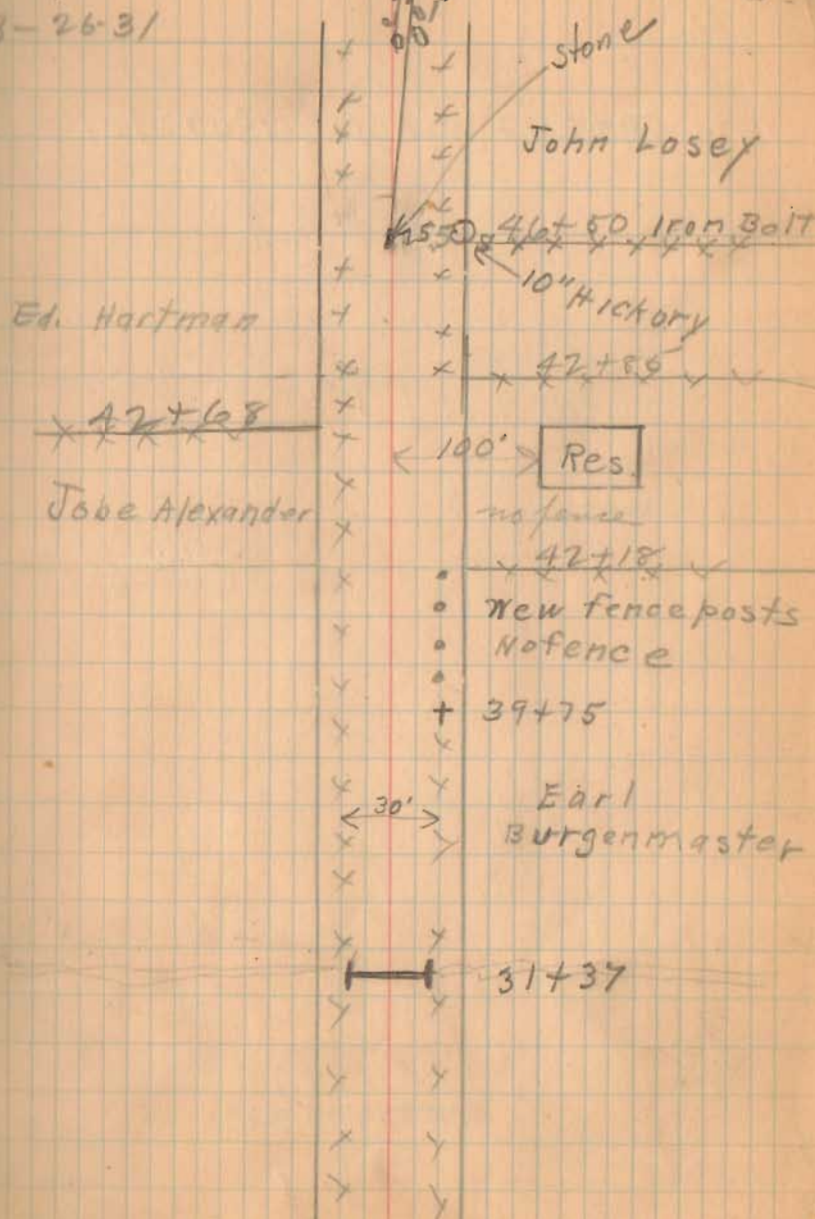 - 26-31
stone
John Losey
46+50 Iron Bolt
10" Hickory
Ed. Hartman
42+85
42+68
100'
Res.
Jobe Alexander
no fence
42+18
New fence posts
No fence
39+75
Earl
30'
Burgenmaster
31+37